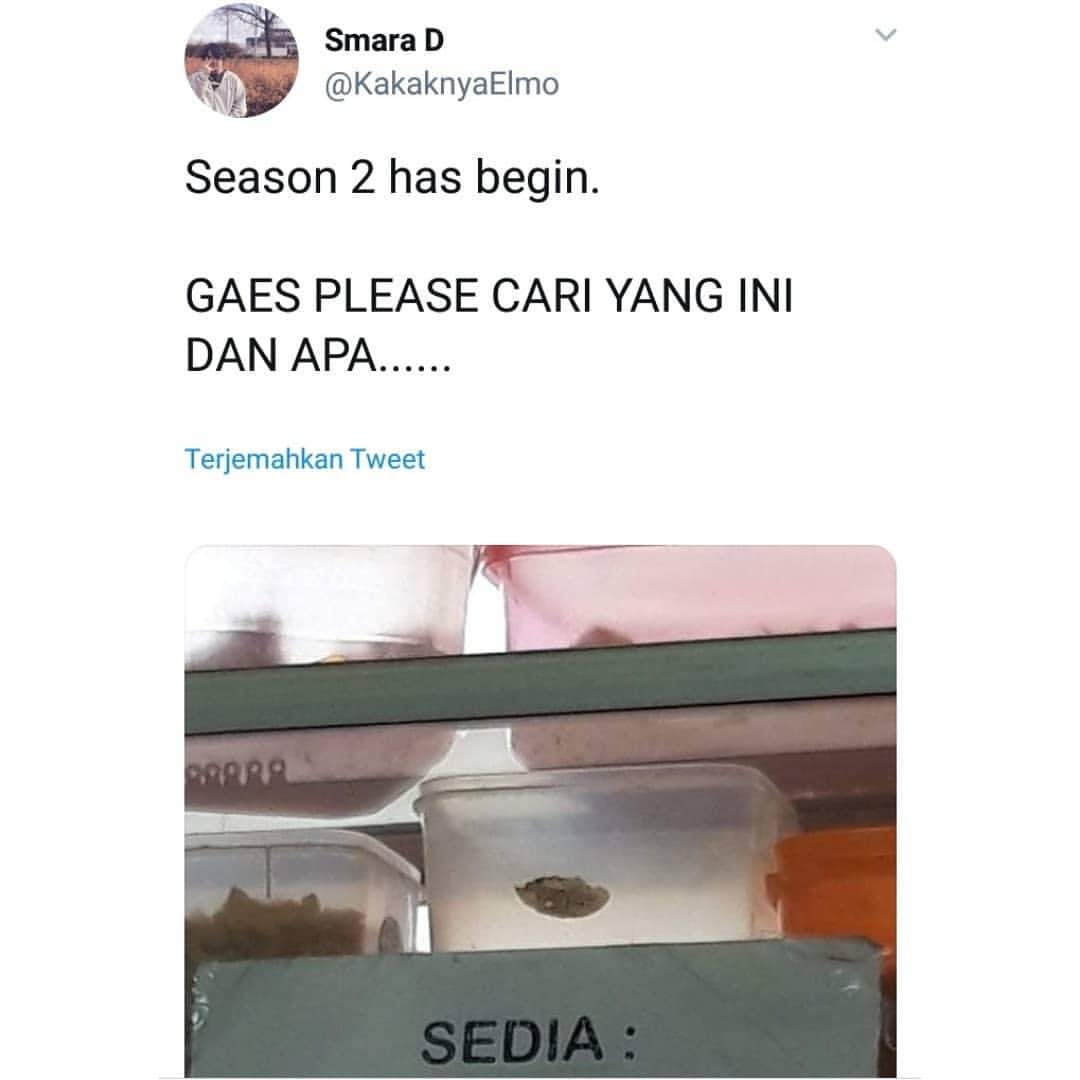 Smara D
@KakaknyaElmo
Season 2 has begin.
GAES PLEASE CARI YANG INI
DAN APA......
Terjemahkan Tweet
SEDIA :